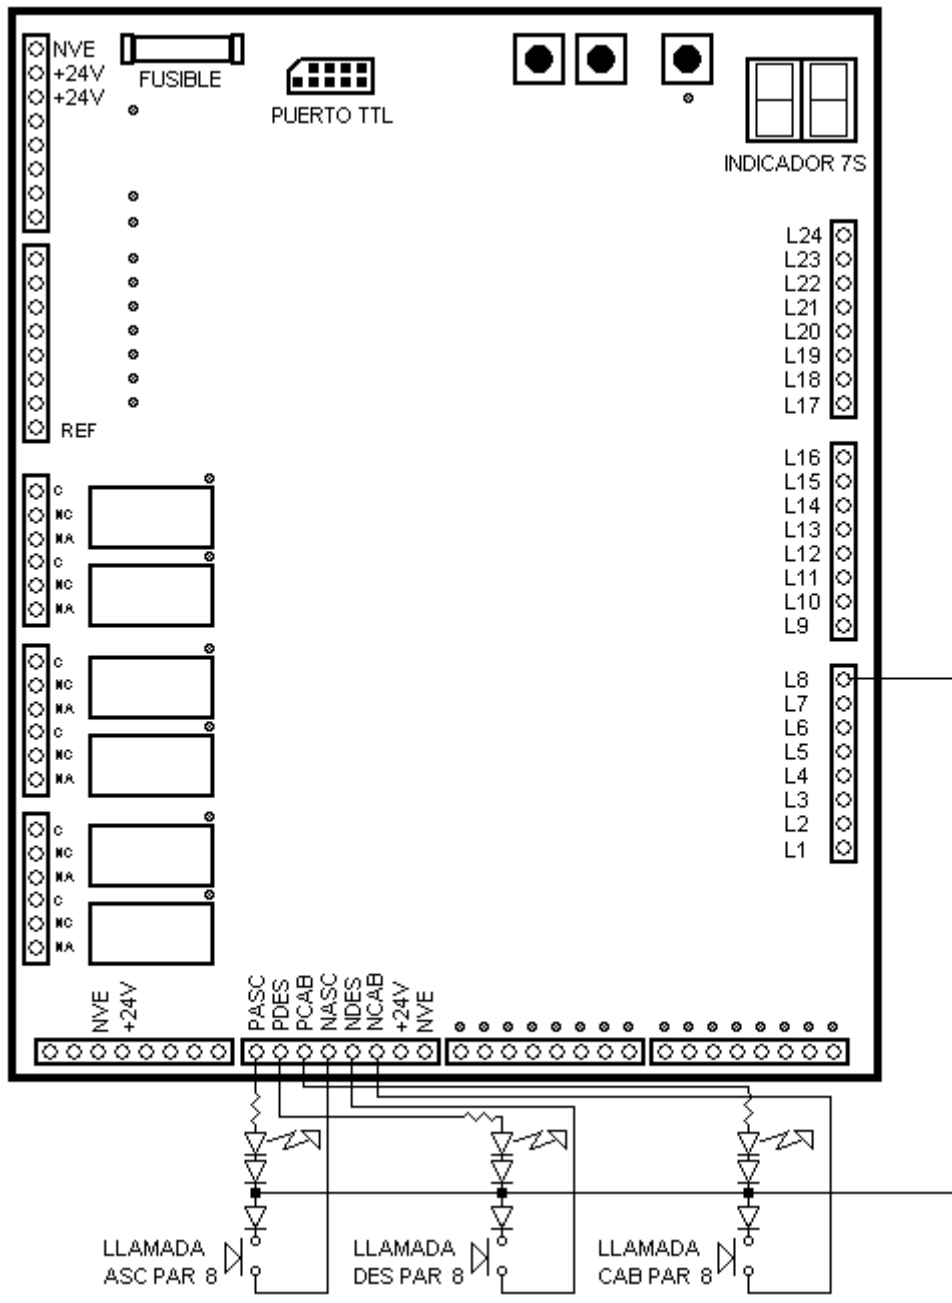 NVE
+24V
+24V
FUSIBLE
PUERTO TTL
INDICADOR 7S
REF
L24
L23
L22
L21
L20
L19
L18
L17
L16
L15
L14
L13
L12
L11
L10
L9
L8
L7
L6
L5
L4
L3
L2
L1
C
NC
NA
C
NC
NA
C
NC
NA
C
NC
NA
C
NC
NA
C
NC
NA
NVE
+24V
PASC
PDES
PCAB
NASC
NDES
NCAB
+24V
NVE
LLAMADA
ASC PAR 8
LLAMADA
DES PAR 8
LLAMADA
CAB PAR 8